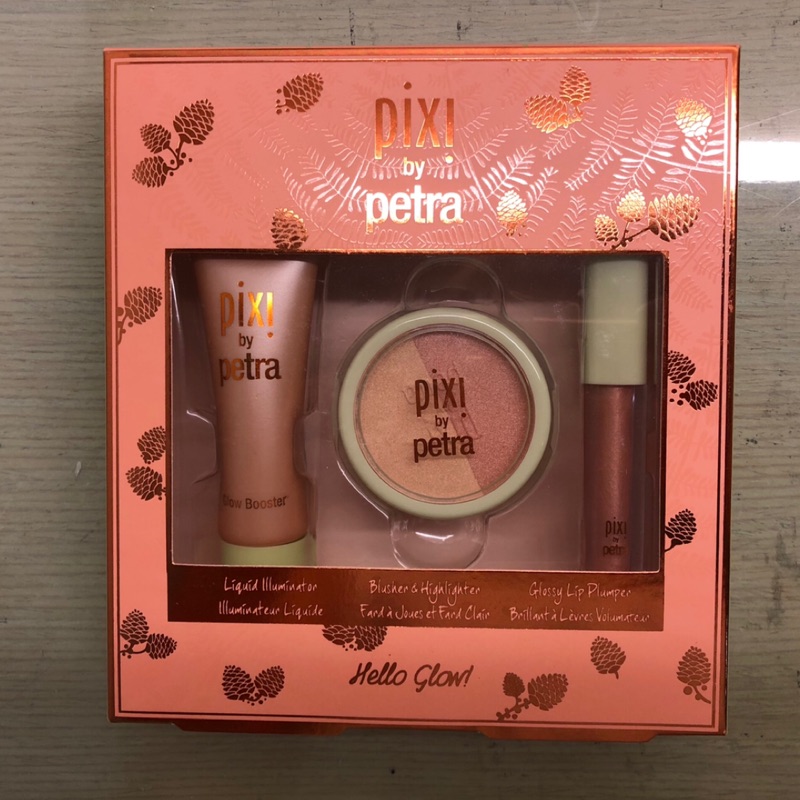 pixi
by
petra
pixi
by
petra
Glow Booster
pixi
by
petra
pixi
by
petra
Liquid Illuminator
Illuminateur Liquide
Blusher & Highlighter
Fard à Joues et Fard Clair
Glossy Lip Plumper
Brillant à Lèvres Volumateur
Hello Glow!